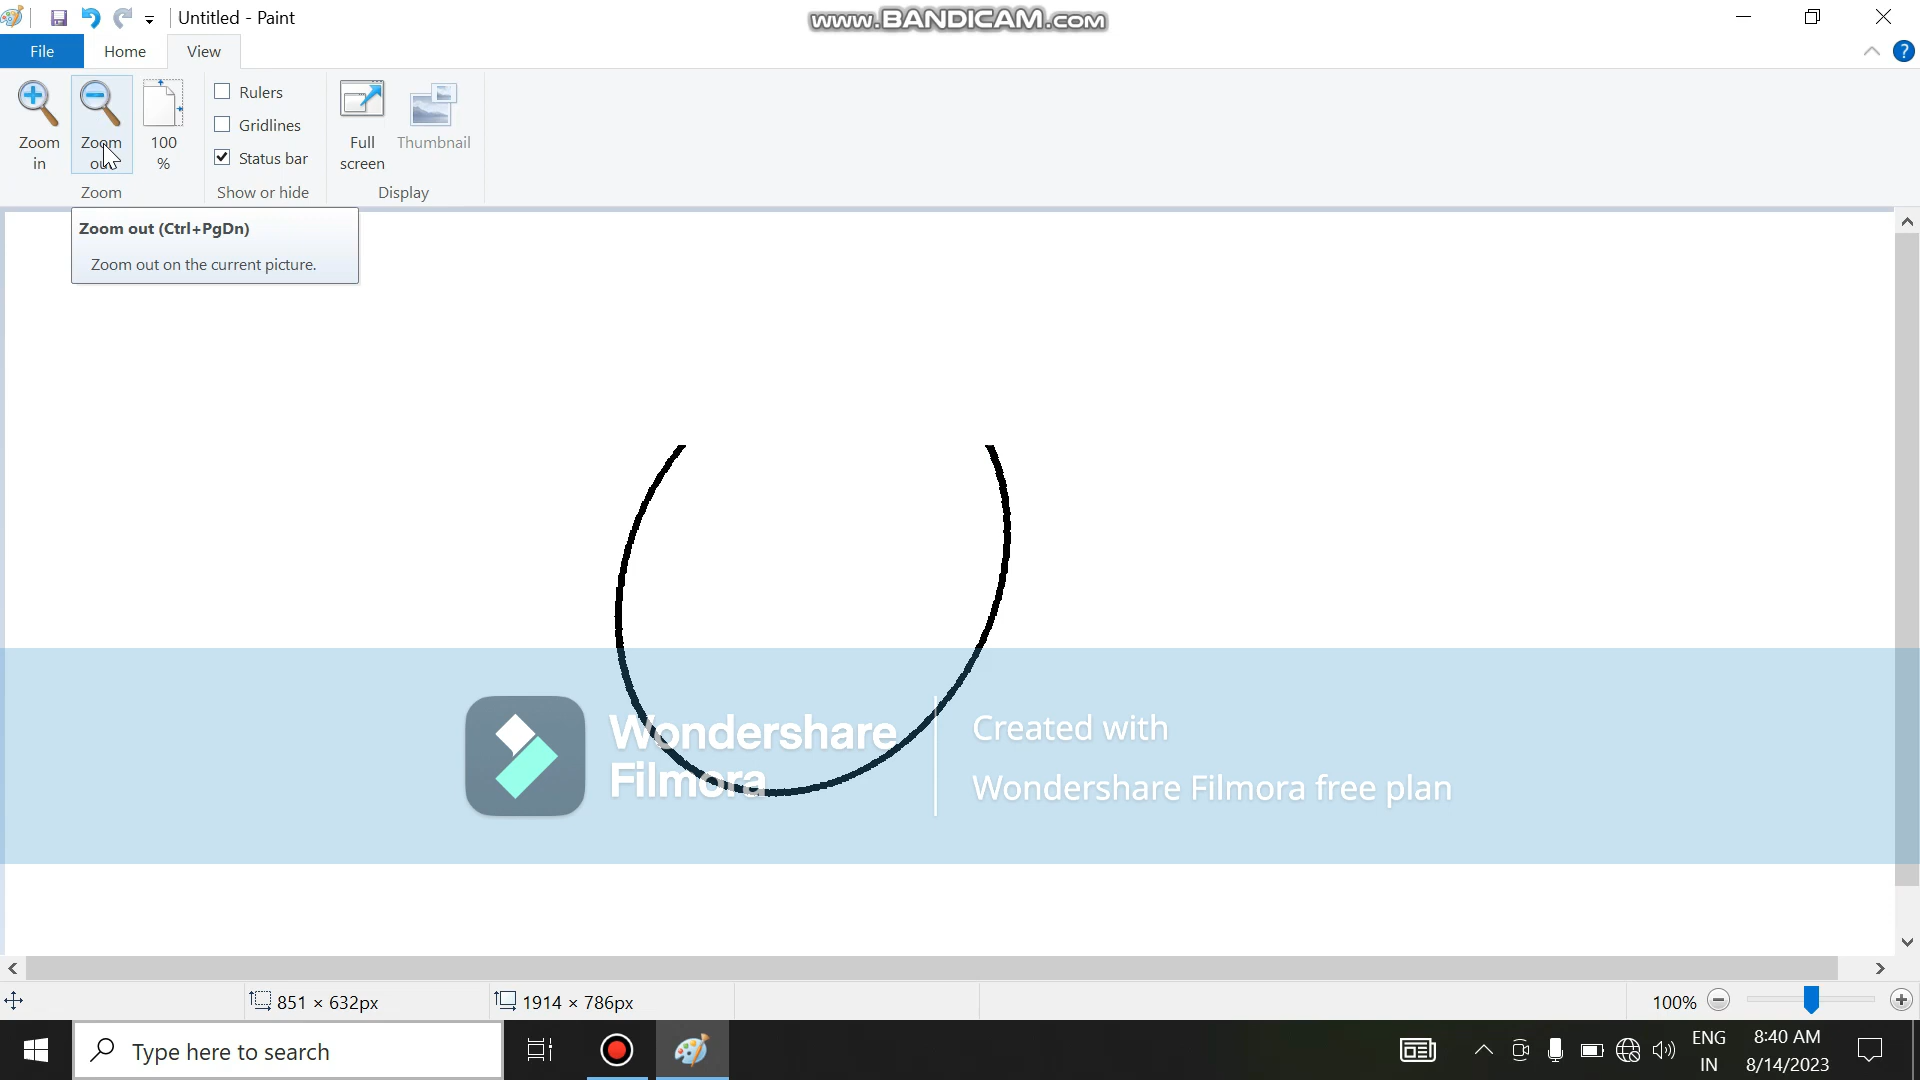 Untitled - Paint
www.BANDICAM.com
File
Home
View
?
Zoom in
Zoom out
100 %
Rulers
Gridlines
Status bar
Full screen
Thumbnail
Zoom
Show or hide
Display
Zoom out (Ctrl+PgDn)
Zoom out on the current picture.
Wondershare
Filmora
Created with
Wondershare Filmora free plan
851 × 632px
1914 × 786px
100%
Type here to search
ENG
IN
8:40 AM
8/14/2023